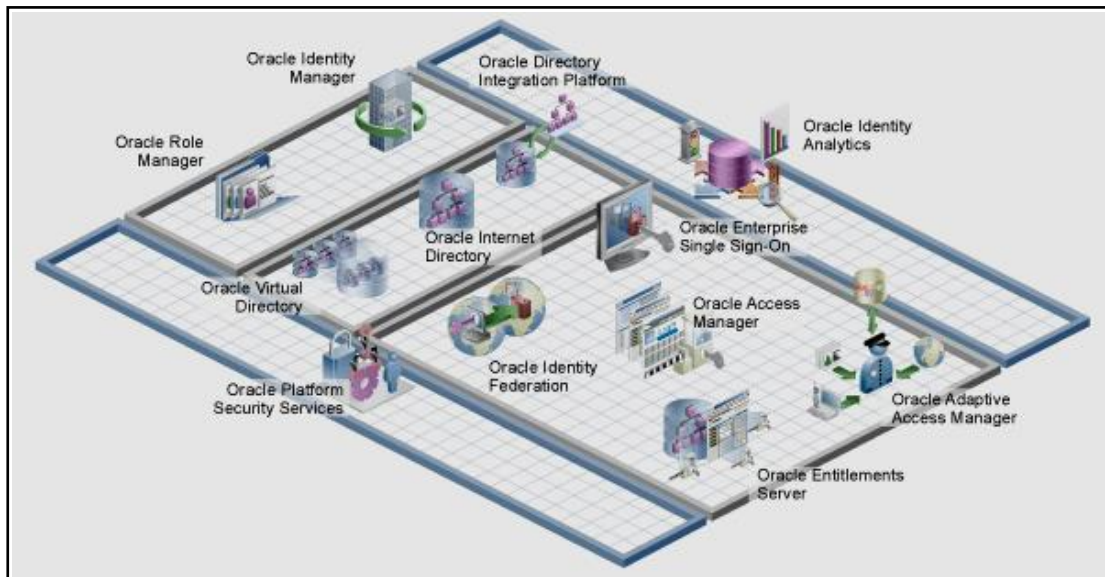 Oracle Identity
Manager
Oracle Directory
Integration Platform
Oracle Role
Manager
Oracle Identity
Analytics
Oracle Internet
Directory
Oracle Enterprise
Single Sign-On
Oracle Virtual
Directory
Oracle Access
Manager
Oracle Identity
Federation
Oracle Platform
Security Services
Oracle Adaptive
Access Manager
Oracle Entitlements
Server